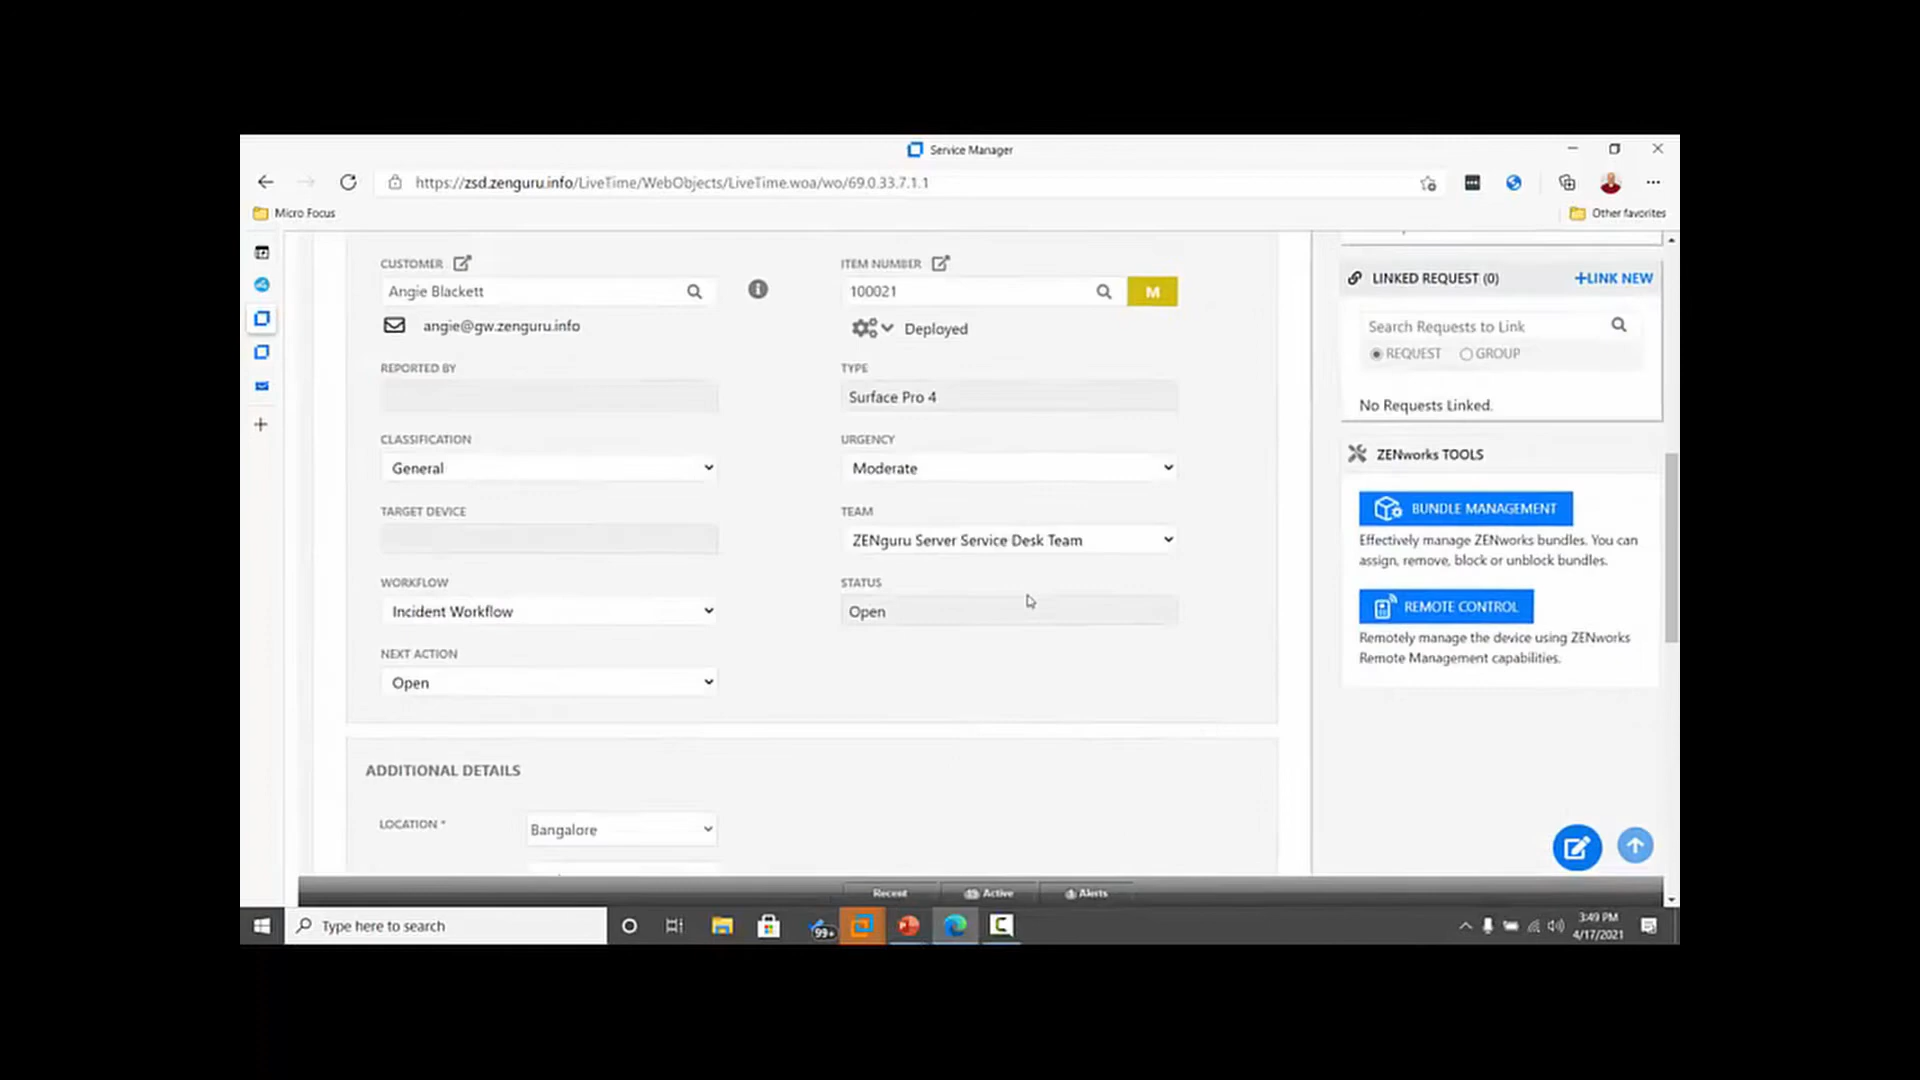 Service Manager
https://zsd.zenguru.info/LiveTime/WebObjects/LiveTime.woa/wo/69.0.33.7.1.1
Micro Focus
Other favorites
CUSTOMER
ITEM NUMBER
Angie Blackett
100021
M
angie@gw.zenguru.info
Deployed
REPORTED BY
TYPE
Surface Pro 4
CLASSIFICATION
URGENCY
General
Moderate
TARGET DEVICE
TEAM
ZENguru Server Service Desk Team
WORKFLOW
STATUS
Incident Workflow
Open
NEXT ACTION
Open
ADDITIONAL DETAILS
LOCATION *
Bangalore
LINKED REQUEST (0)
+LINK NEW
Search Requests to Link
REQUEST
GROUP
No Requests Linked.
ZENworks TOOLS
BUNDLE MANAGEMENT
Effectively manage ZENworks bundles. You can
assign, remove, block or unblock bundles.
REMOTE CONTROL
Remotely manage the device using ZENworks
Remote Management capabilities.
Recent
Active
Alerts
Type here to search
99+
3:49 PM
4/17/2021